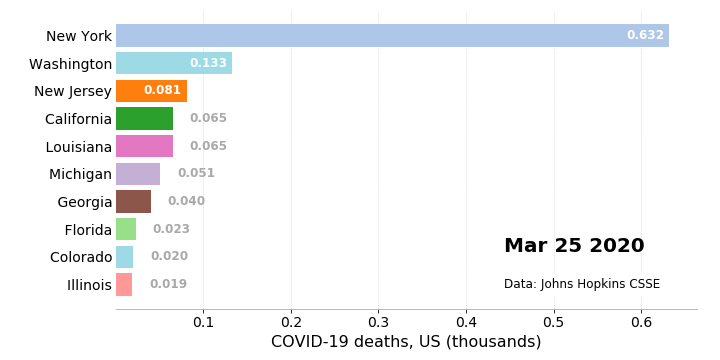 New York 0.632
Washington 0.133
New Jersey 0.081
California 0.065
Louisiana 0.065
Michigan 0.051
Georgia 0.040
Florida 0.023
Colorado 0.020
Illinois 0.019
Mar 25 2020
Data: Johns Hopkins CSSE
0.1 0.2 0.3 0.4 0.5 0.6
COVID-19 deaths, US (thousands)